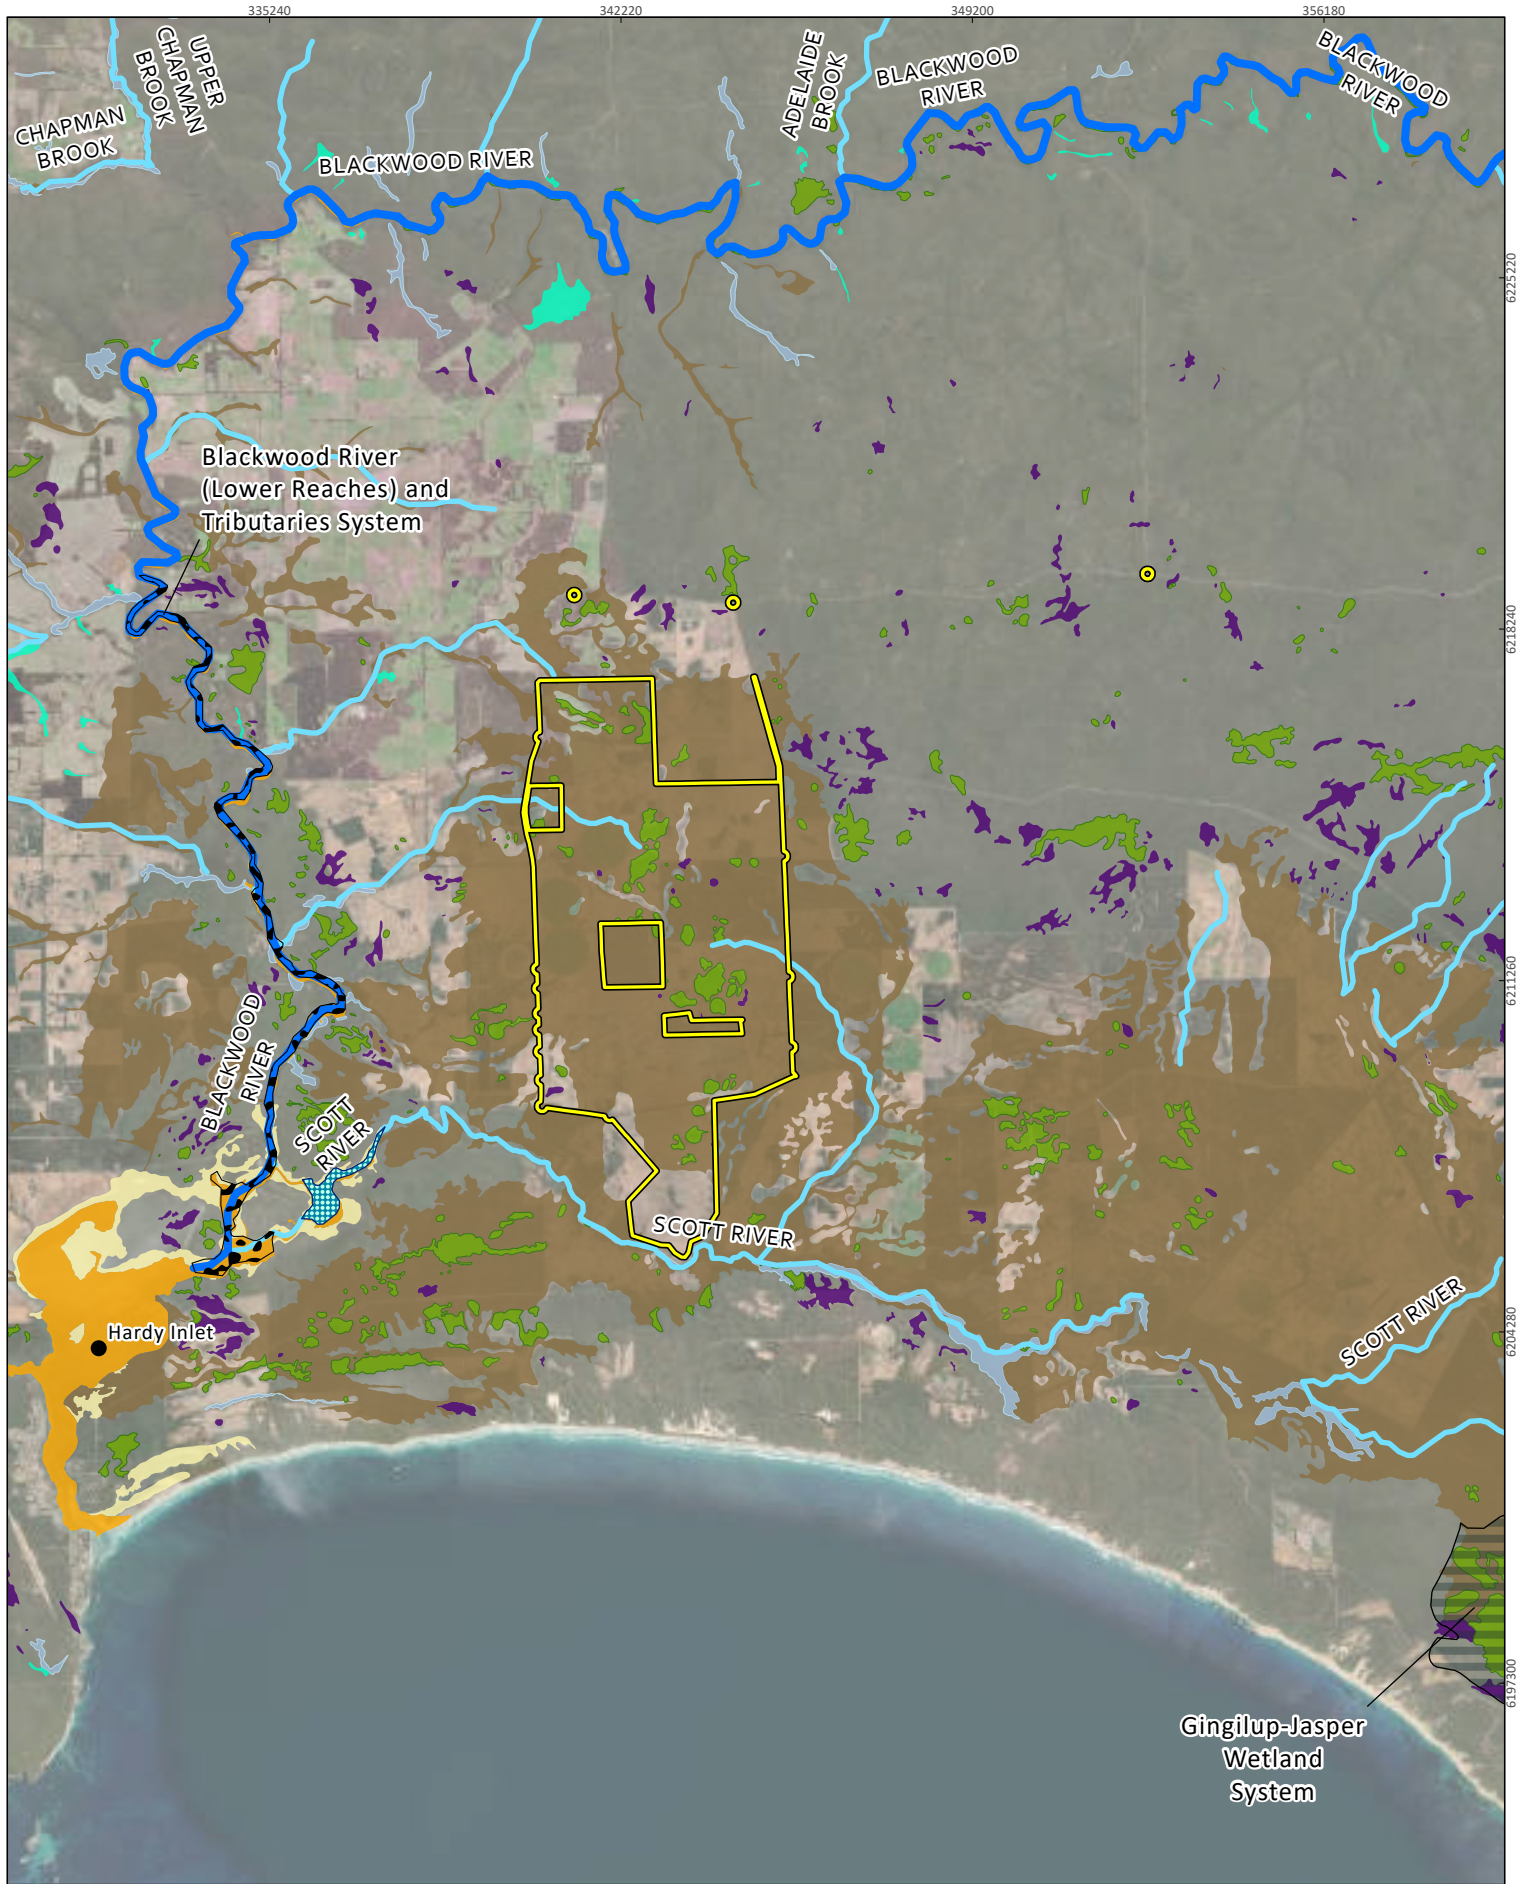 335240
342220
349200
356180
UPPER
CHAPMAN
BROOK
CHAPMAN
BROOK
BLACKWOOD RIVER
ADELAIDE
BROOK
BLACKWOOD
RIVER
BLACKWOOD
RIVER
6225220
Blackwood River
(Lower Reaches) and
Tributaries System
6218240
6211260
BLACKWOOD
RIVER
SCOTT
RIVER
SCOTT RIVER
SCOTT RIVER
6204280
Hardy Inlet
6197300
Gingilup-Jasper
Wetland
System